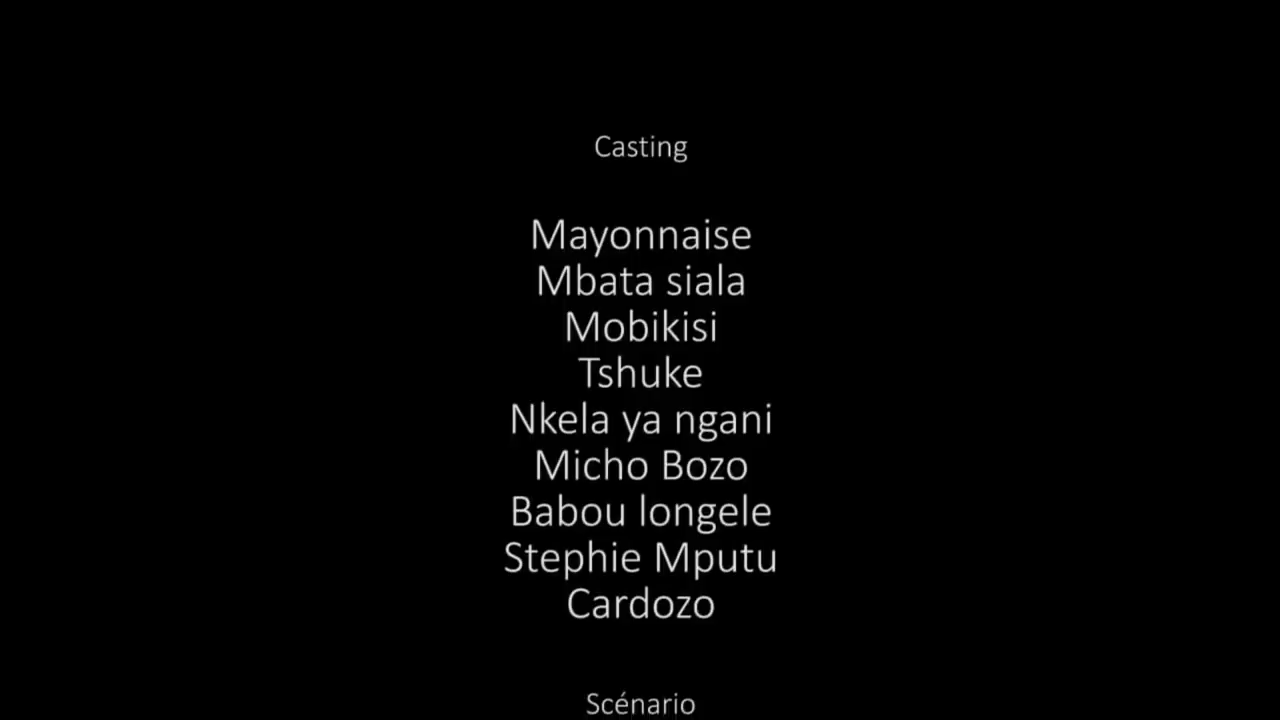 Casting
Mayonnaise
Mbata siala
Mobikisi
Tshuke
Nkela ya ngani
Micho Bozo
Babou longele
Stephie Mputu
Cardozo
Scénario